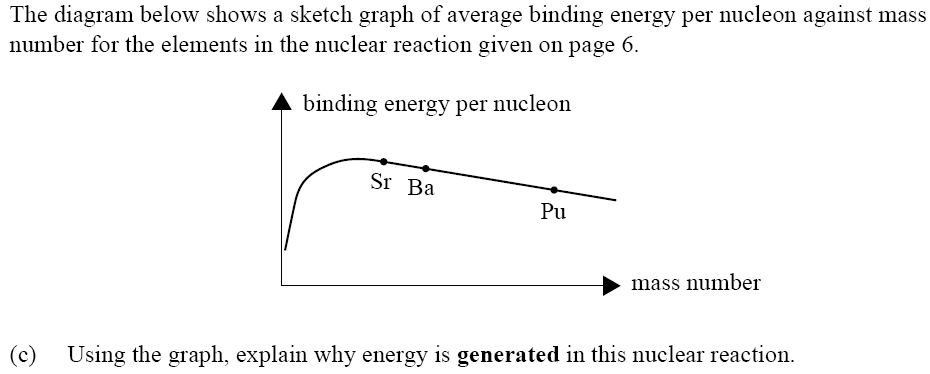 The diagram below shows a sketch graph of average binding energy per nucleon against mass
number for the elements in the nuclear reaction given on page 6.
binding energy per nucleon
Sr Ba
Pu
mass number
(c) Using the graph, explain why energy is generated in this nuclear reaction.